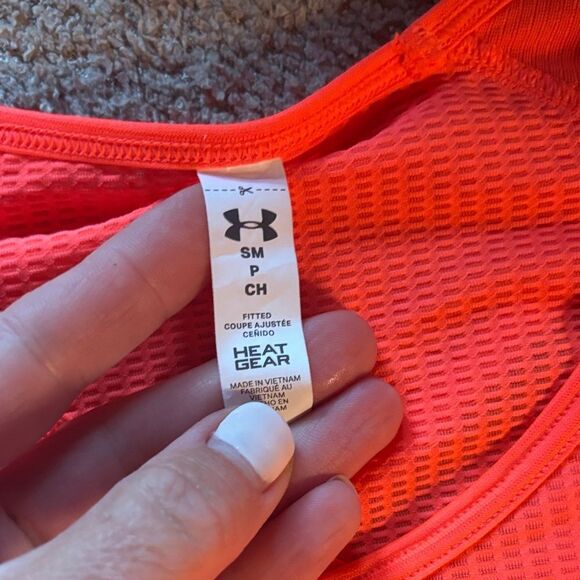 SM
P
CH
FITTED
COUPE AJUSTÉE
CEÑIDO
HEAT
GEAR
MADE IN VIETNAM
FABRIQUÉ AU
VIETNAM